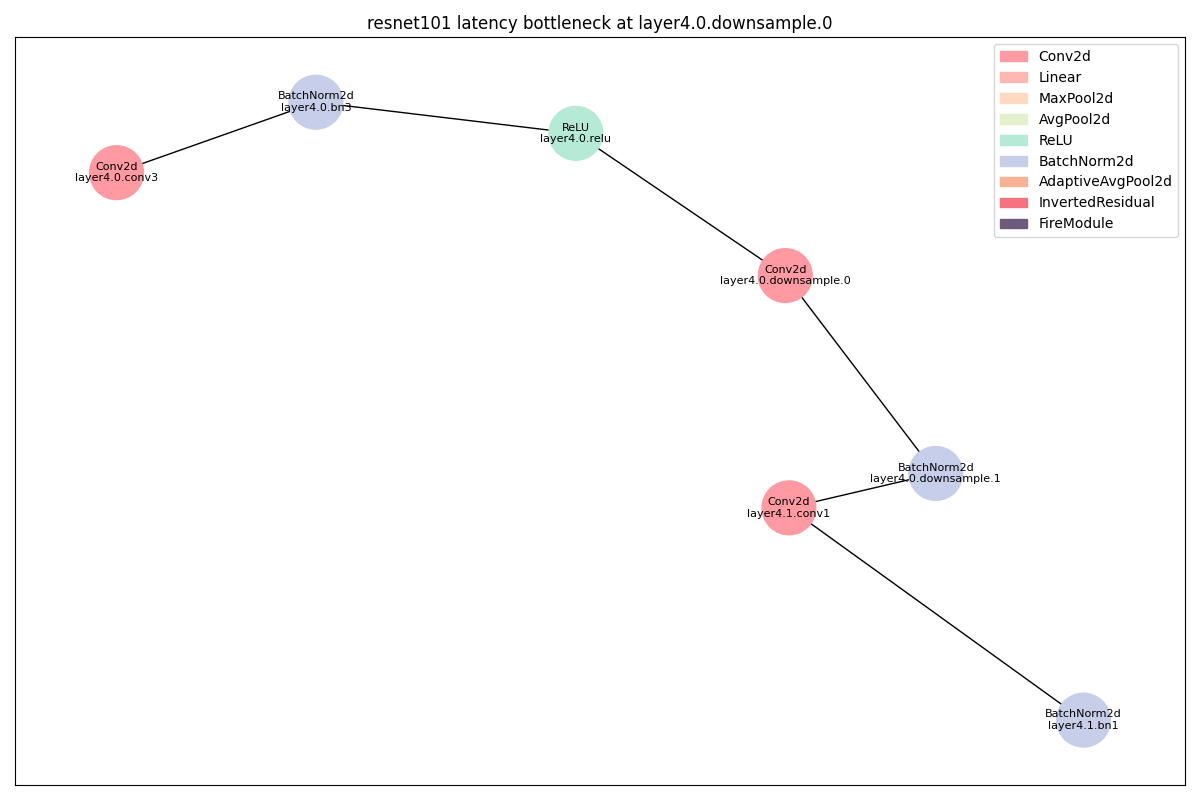 resnet101 latency bottleneck at layer4.0.downsample.0
Conv2d
Linear
MaxPool2d
AvgPool2d
ReLU
BatchNorm2d
AdaptiveAvgPool2d
InvertedResidual
FireModule
BatchNorm2d
layer4.0.bn3
ReLU
layer4.0.relu
Conv2d
layer4.0.conv3
Conv2d
layer4.0.downsample.0
BatchNorm2d
layer4.0.downsample.1
Conv2d
layer4.1.conv1
BatchNorm2d
layer4.1.bn1